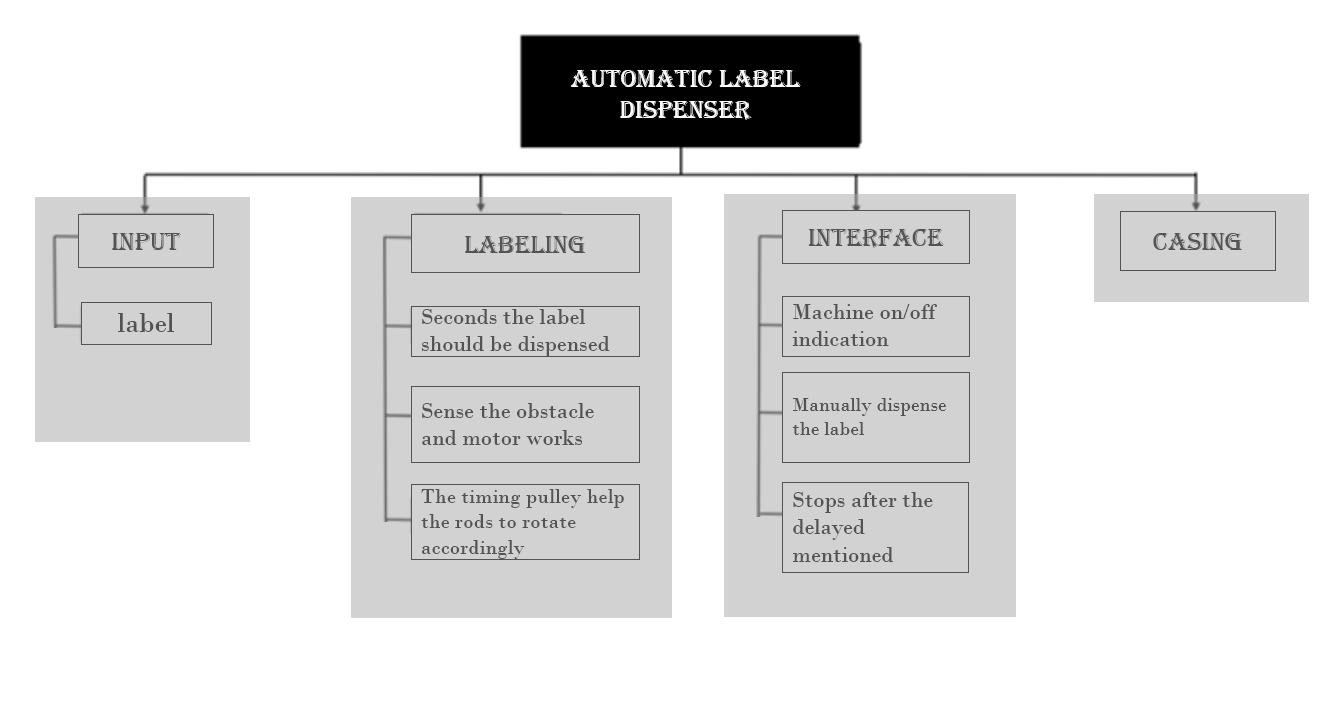 AUTOMATIC LABEL
DISPENSER
INPUT
label
LABELING
Seconds the label
should be dispensed
Sense the obstacle
and motor works
The timing pulley help
the rods to rotate
accordingly
INTERFACE
Machine on/off
indication
Manually dispense
the label
Stops after the
delayed
mentioned
CASING